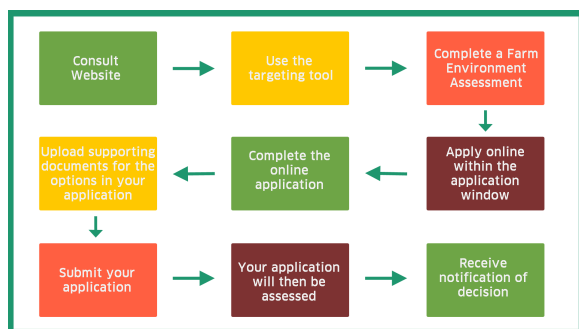 Consult
Website
Use the
targeting tool
Complete a Farm
Environment
Assessment
Apply online
within the
application
window
Complete the
online
application
Upload supporting
documents for the
options in your
application
Submit your
application
Your application
will then be
assessed
Receive
notification of
decision